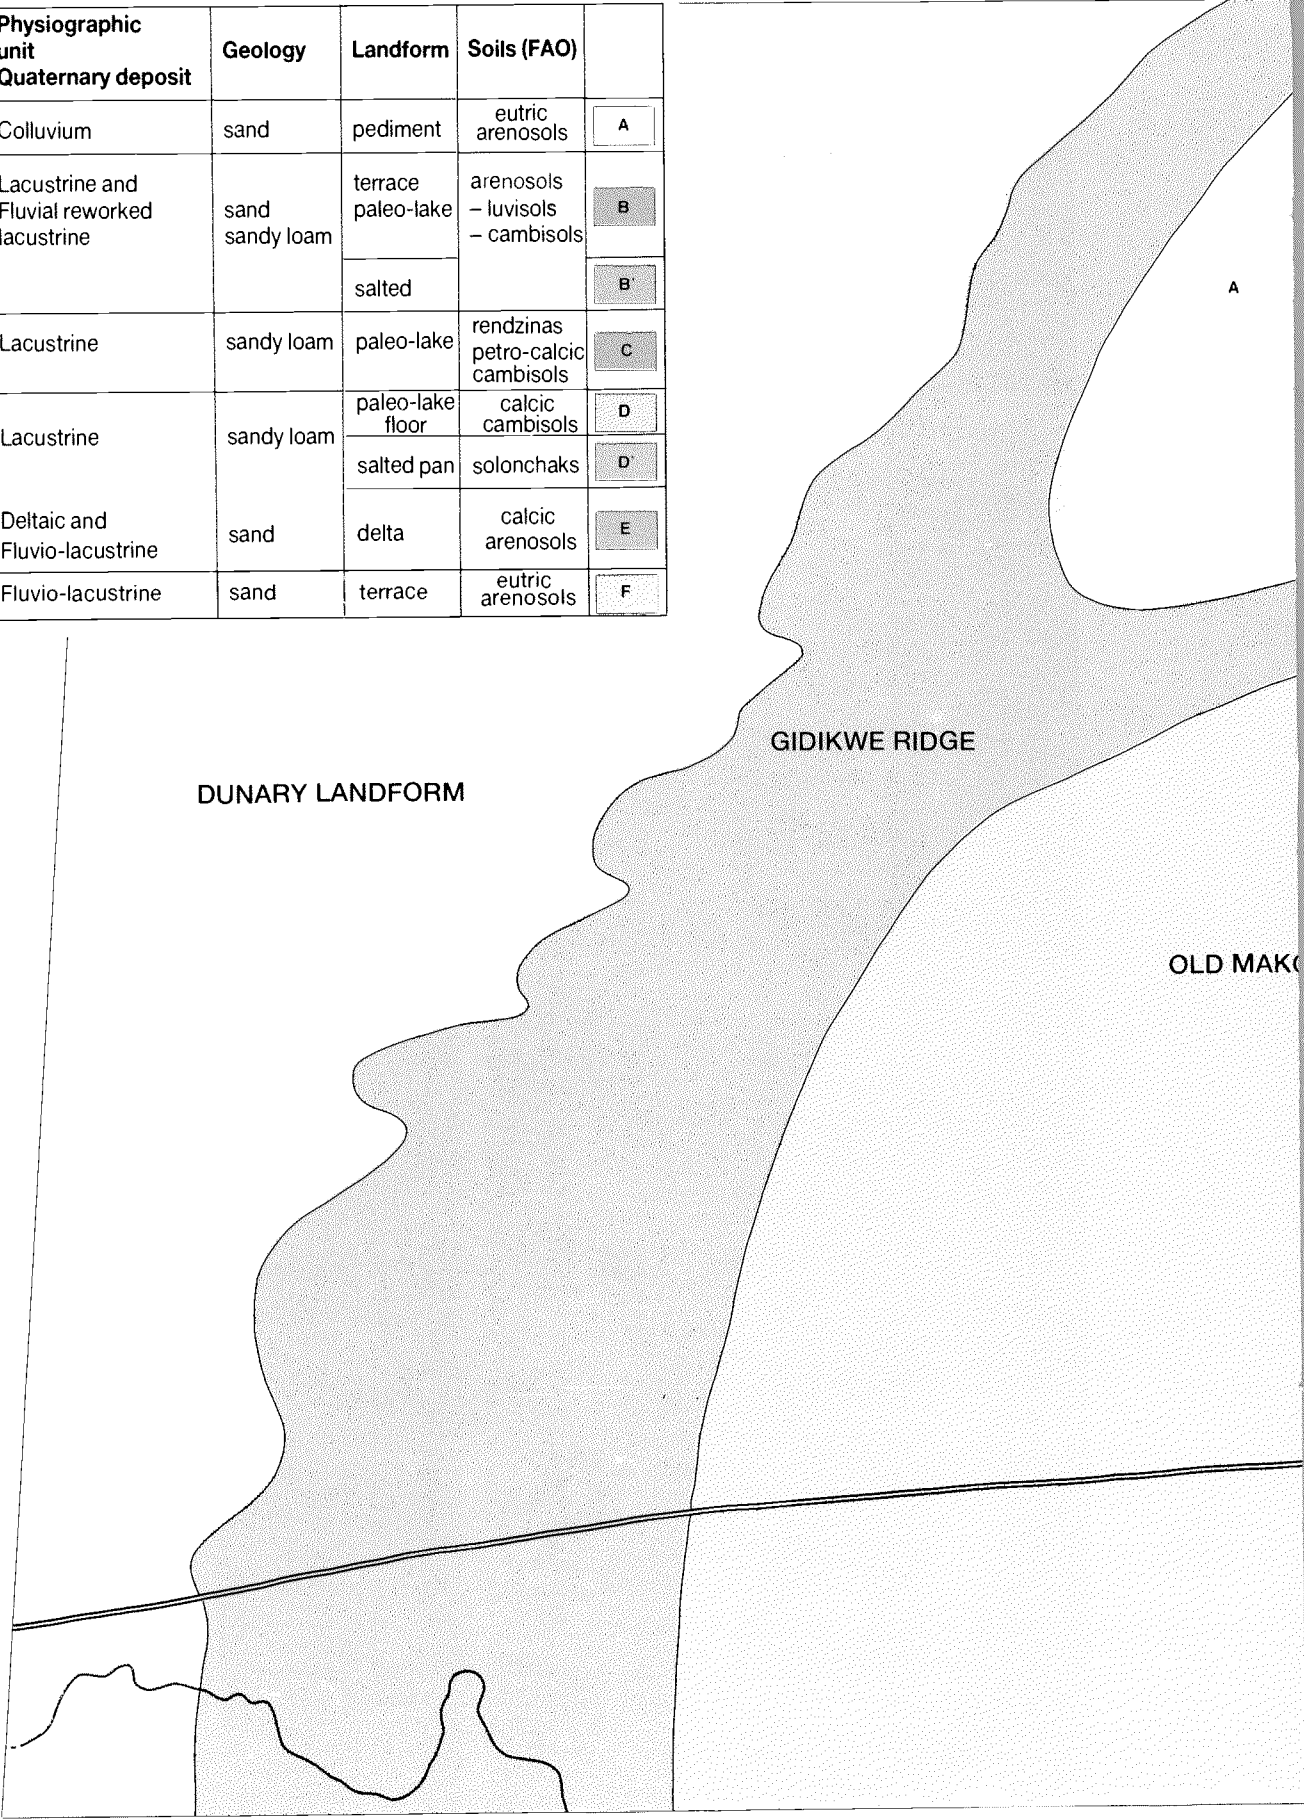 Physiographic
unit
Quaternary deposit
Geology
Landform
Soils (FAO)
Colluvium
sand
pediment
eutric
arenosols
A
Lacustrine and
Fluvial reworked
lacustrine
sand
sandy loam
terrace
paleo-lake
arenosols
– luvisols
– cambisols
B
salted
B'
Lacustrine
sandy loam
paleo-lake
rendzinas
petro-calcic
cambisols
C
Lacustrine
sandy loam
paleo-lake
floor
calcic
cambisols
D
salted pan
solonchaks
D'
Deltaic and
Fluvio-lacustrine
sand
delta
calcic
arenosols
E
Fluvio-lacustrine
sand
terrace
eutric
arenosols
F
A
GIDIKWE RIDGE
DUNARY LANDFORM
OLD MAK